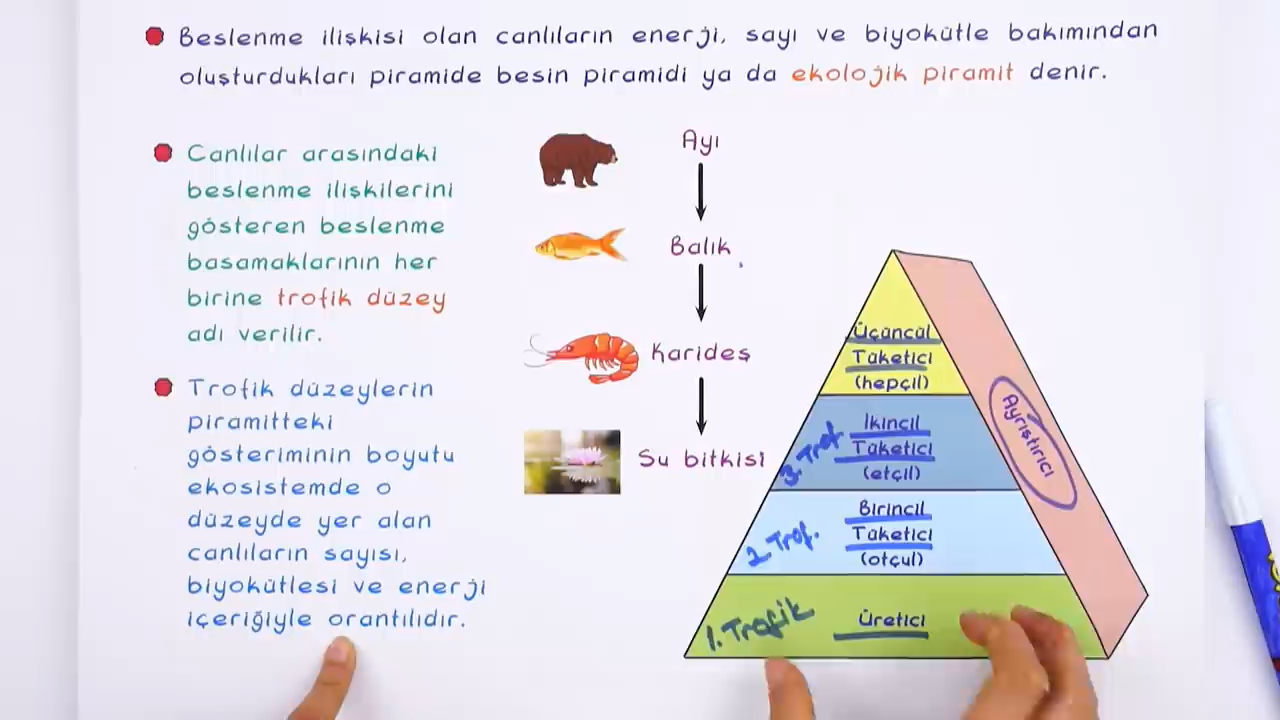 Beslenme ilişkisi olan canlıların enerji, sayı ve biyokütle bakımından
oluşturdukları piramide besin piramidi ya da ekolojik piramit denir.
Canlılar arasındaki
beslenme ilişkilerini
gösteren beslenme
basamaklarının her
birine trofik düzey
adı verilir.
Trofik düzeylerin
piramitteki
gösteriminin boyutu
ekosistemde o
düzeyde yer alan
canlıların sayısı,
biyokütlesi ve enerji
içeriğiyle orantılıdır.
Ayı
Balık
Karides
Su bitkisi
Üçüncül
Tüketici
(hepçil)
İkincil
Tüketici
(etçil)
3. Trof.
Birincil
Tüketici
(otçul)
2. Trof.
Üretici
1. Trofik
Ayrıştırıcı